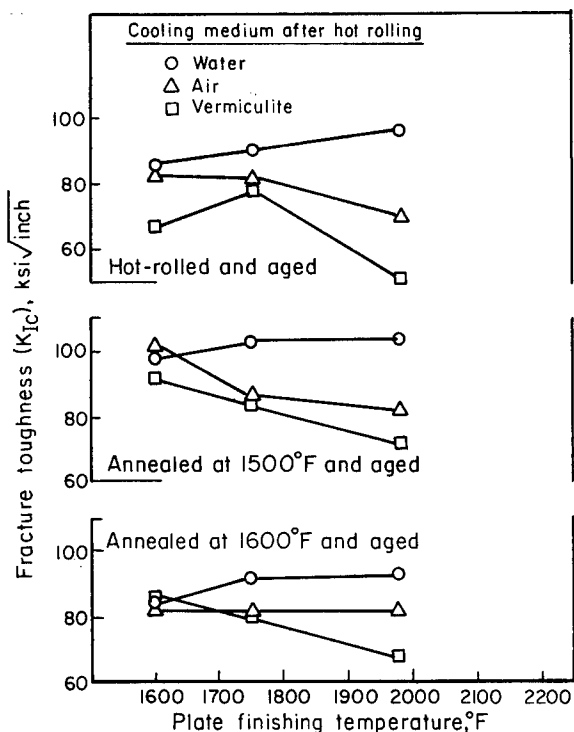 Cooling medium after hot rolling
Water
Air
Vermiculite
100
80
60
Hot-rolled and aged
100
80
60
Annealed at 1500°F and aged
Annealed at 1600°F and aged
100
80
60
1600 1700 1800 1900 2000 2100 2200
Plate finishing temperature,°F
Fracture toughness (KIC), ksi√inch